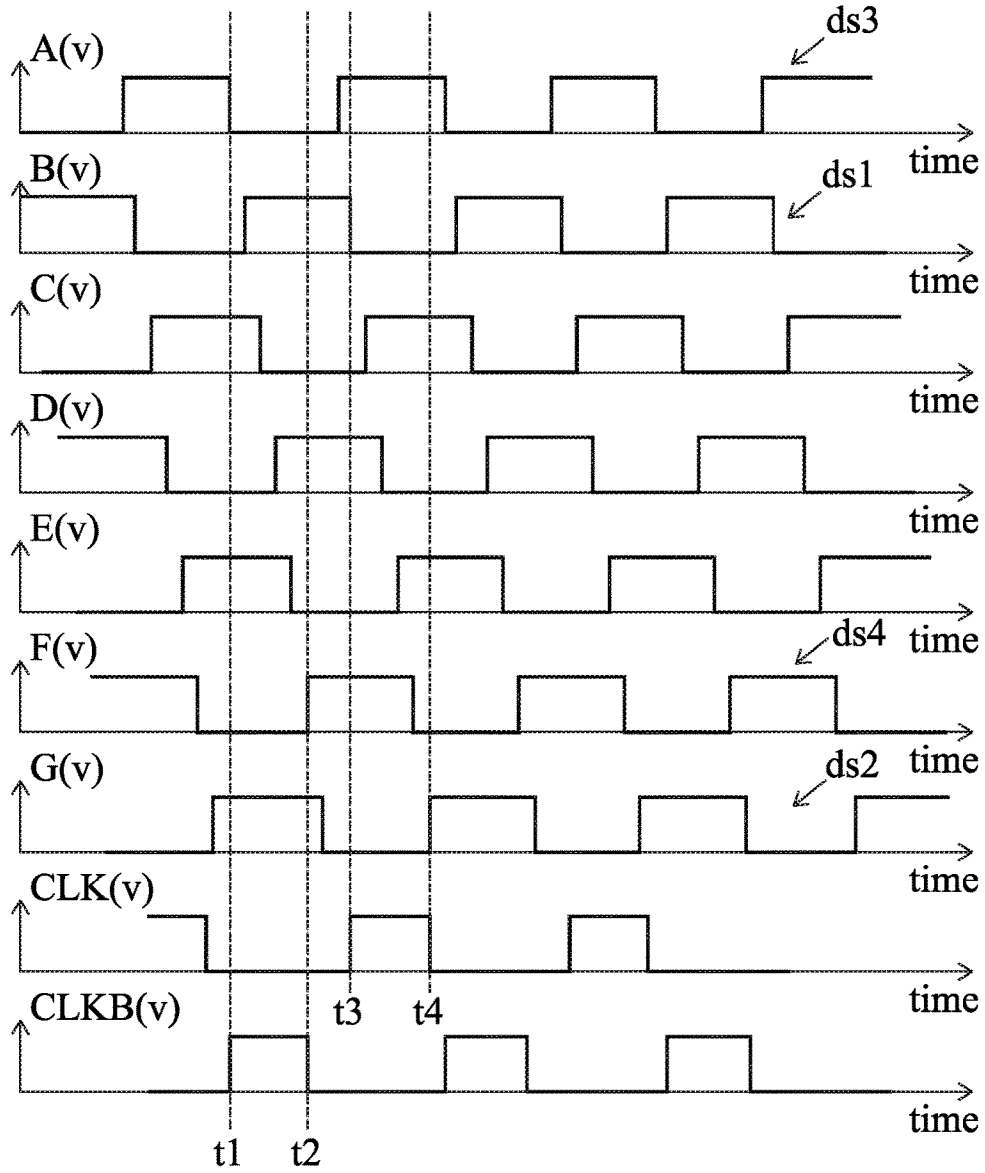 A(v)
ds3
time
B(v)
ds1
time
C(v)
time
D(v)
time
E(v)
time
F(v)
ds4
time
G(v)
ds2
time
CLK(v)
t3
t4
time
CLKB(v)
time
t1
t2